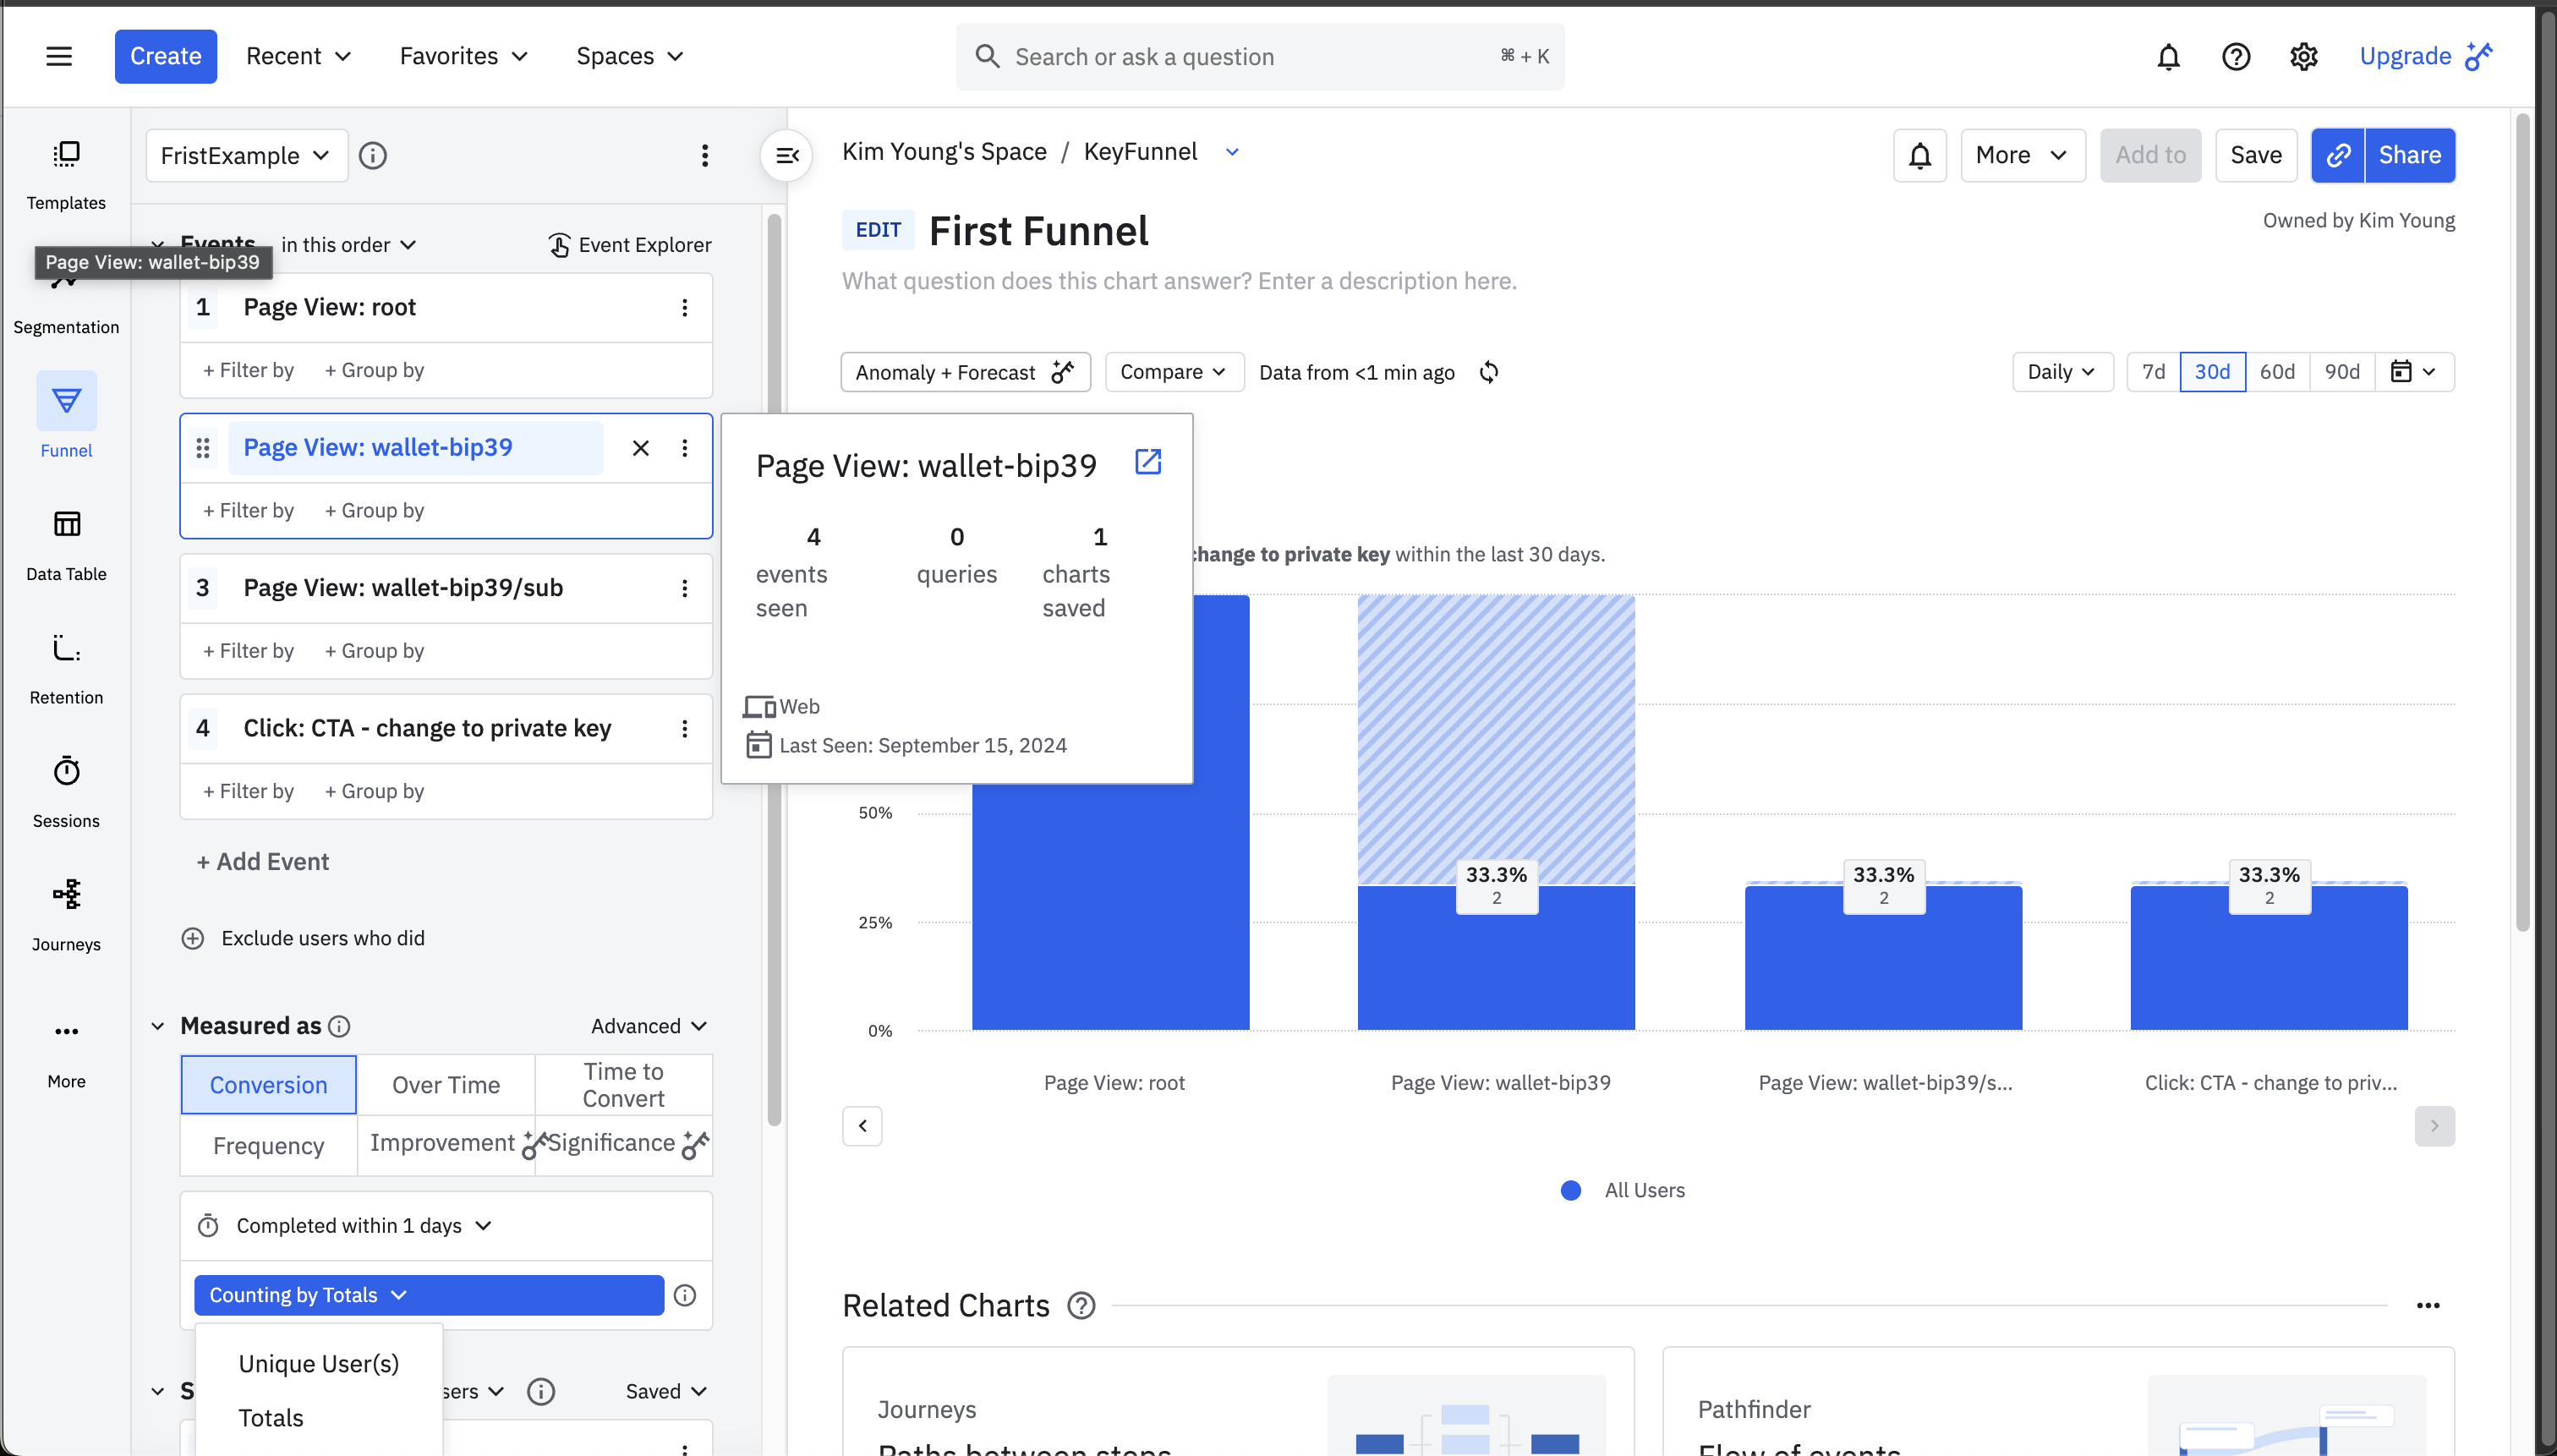 Create
Recent
Favorites
Spaces
Search or ask a question
⌘ + K
Upgrade
Templates
Segmentation
Funnel
Data Table
Retention
Sessions
Journeys
More
FristExample
Events
in this order
Event Explorer
Page View: wallet-bip39
1 Page View: root
+ Filter by + Group by
Page View: wallet-bip39
+ Filter by + Group by
3 Page View: wallet-bip39/sub
+ Filter by + Group by
4 Click: CTA - change to private key
+ Filter by + Group by
+ Add Event
Exclude users who did
Measured as
Advanced
Conversion
Over Time
Time to
Convert
Frequency
Improvement
Significance
Completed within 1 days
Counting by Totals
Unique User(s)
Totals
S
sers
Saved
Kim Young's Space / KeyFunnel
More
Add to
Save
Share
EDIT
First Funnel
Owned by Kim Young
What question does this chart answer? Enter a description here.
Anomaly + Forecast
Compare
Data from <1 min ago
Daily
7d
30d
60d
90d
Page View: wallet-bip39
4
events
seen
0
queries
1
charts
saved
Web
Last Seen: September 15, 2024
change to private key within the last 30 days.
50%
25%
0%
33.3%
2
33.3%
2
33.3%
2
Page View: root
Page View: wallet-bip39
Page View: wallet-bip39/s...
Click: CTA - change to priv...
All Users
Related Charts
Journeys
Paths between steps
Pathfinder
Flow of events